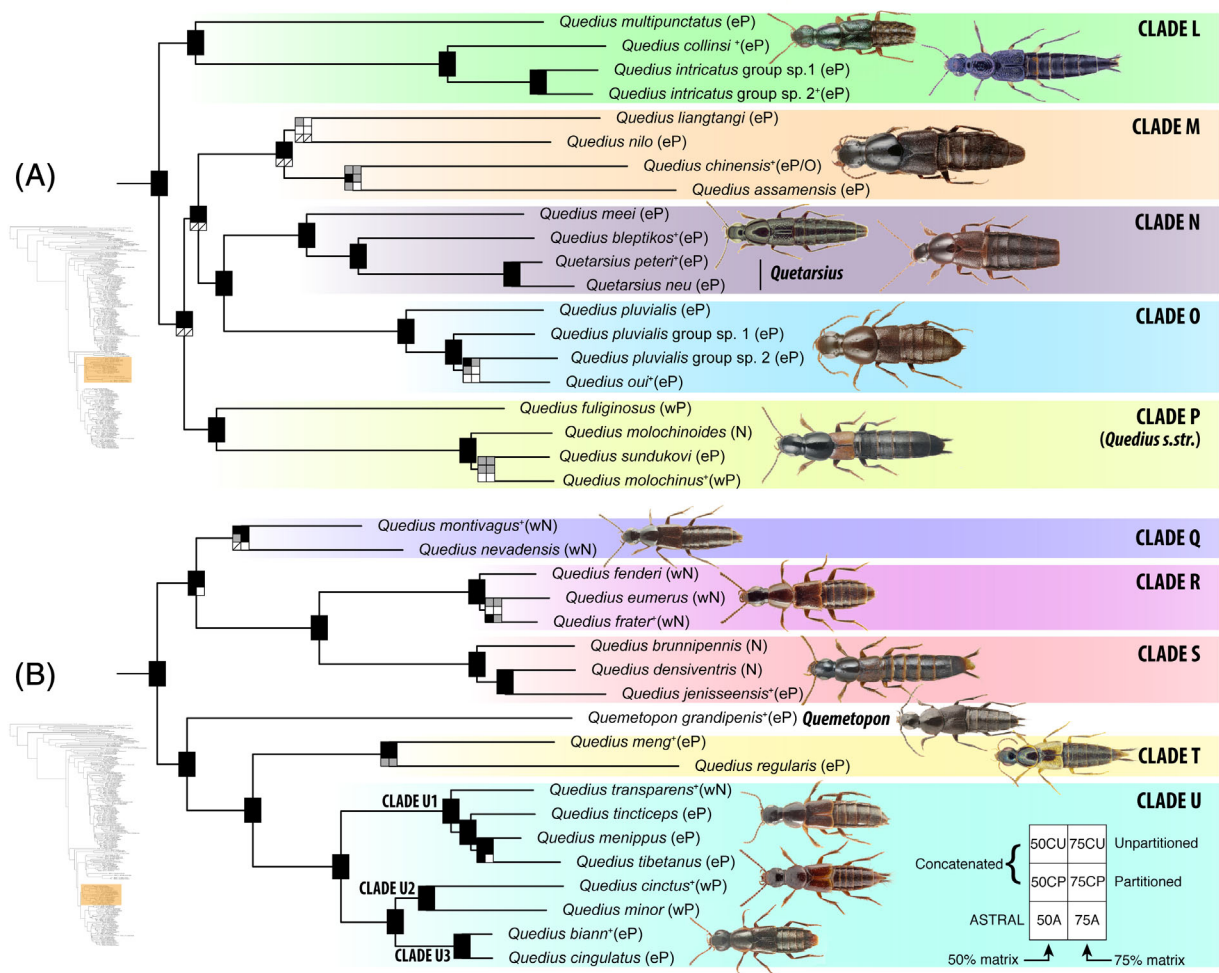 (A)
Quedius multipunctatus (eP)
CLADE L
Quedius collinsi +(eP)
Quedius intricatus group sp.1 (eP)
Quedius intricatus group sp. 2+(eP)
Quedius liangtangi (eP)
CLADE M
Quedius nilo (eP)
Quedius chinensis+(eP/O)
Quedius assamensis (eP)
Quedius meei (eP)
CLADE N
Quedius bleptikos+(eP)
Quetarsius peteri+(eP)
Quetarsius
Quetarsius neu (eP)
Quedius pluvialis (eP)
CLADE O
Quedius pluvialis group sp. 1 (eP)
Quedius pluvialis group sp. 2 (eP)
Quedius oui+(eP)
Quedius fuliginosus (wP)
CLADE P
(Quedius s.str.)
Quedius molochinoides (N)
Quedius sundukovi (eP)
Quedius molochinus+(wP)
(B)
Quedius montivagus+(wN)
CLADE Q
Quedius nevadensis (wN)
Quedius fenderi (wN)
CLADE R
Quedius eumerus (wN)
Quedius frater+(wN)
Quedius brunnipennis (N)
CLADE S
Quedius densiventris (N)
Quedius jenisseensis+(eP)
Quemetopon grandipenis+(eP) Quemetopon
Quedius meng+(eP)
CLADE T
Quedius regularis (eP)
CLADE U1
Quedius transparens+(wN)
CLADE U
Quedius tincticeps (eP)
Quedius menippus (eP)
Quedius tibetanus (eP)
CLADE U2
Quedius cinctus+(wP)
Quedius minor (wP)
CLADE U3
Quedius biann+(eP)
Quedius cingulatus (eP)
Concatenated
50CU 75CU Unpartitioned
50CP 75CP Partitioned
ASTRAL 50A 75A
50% matrix 75% matrix